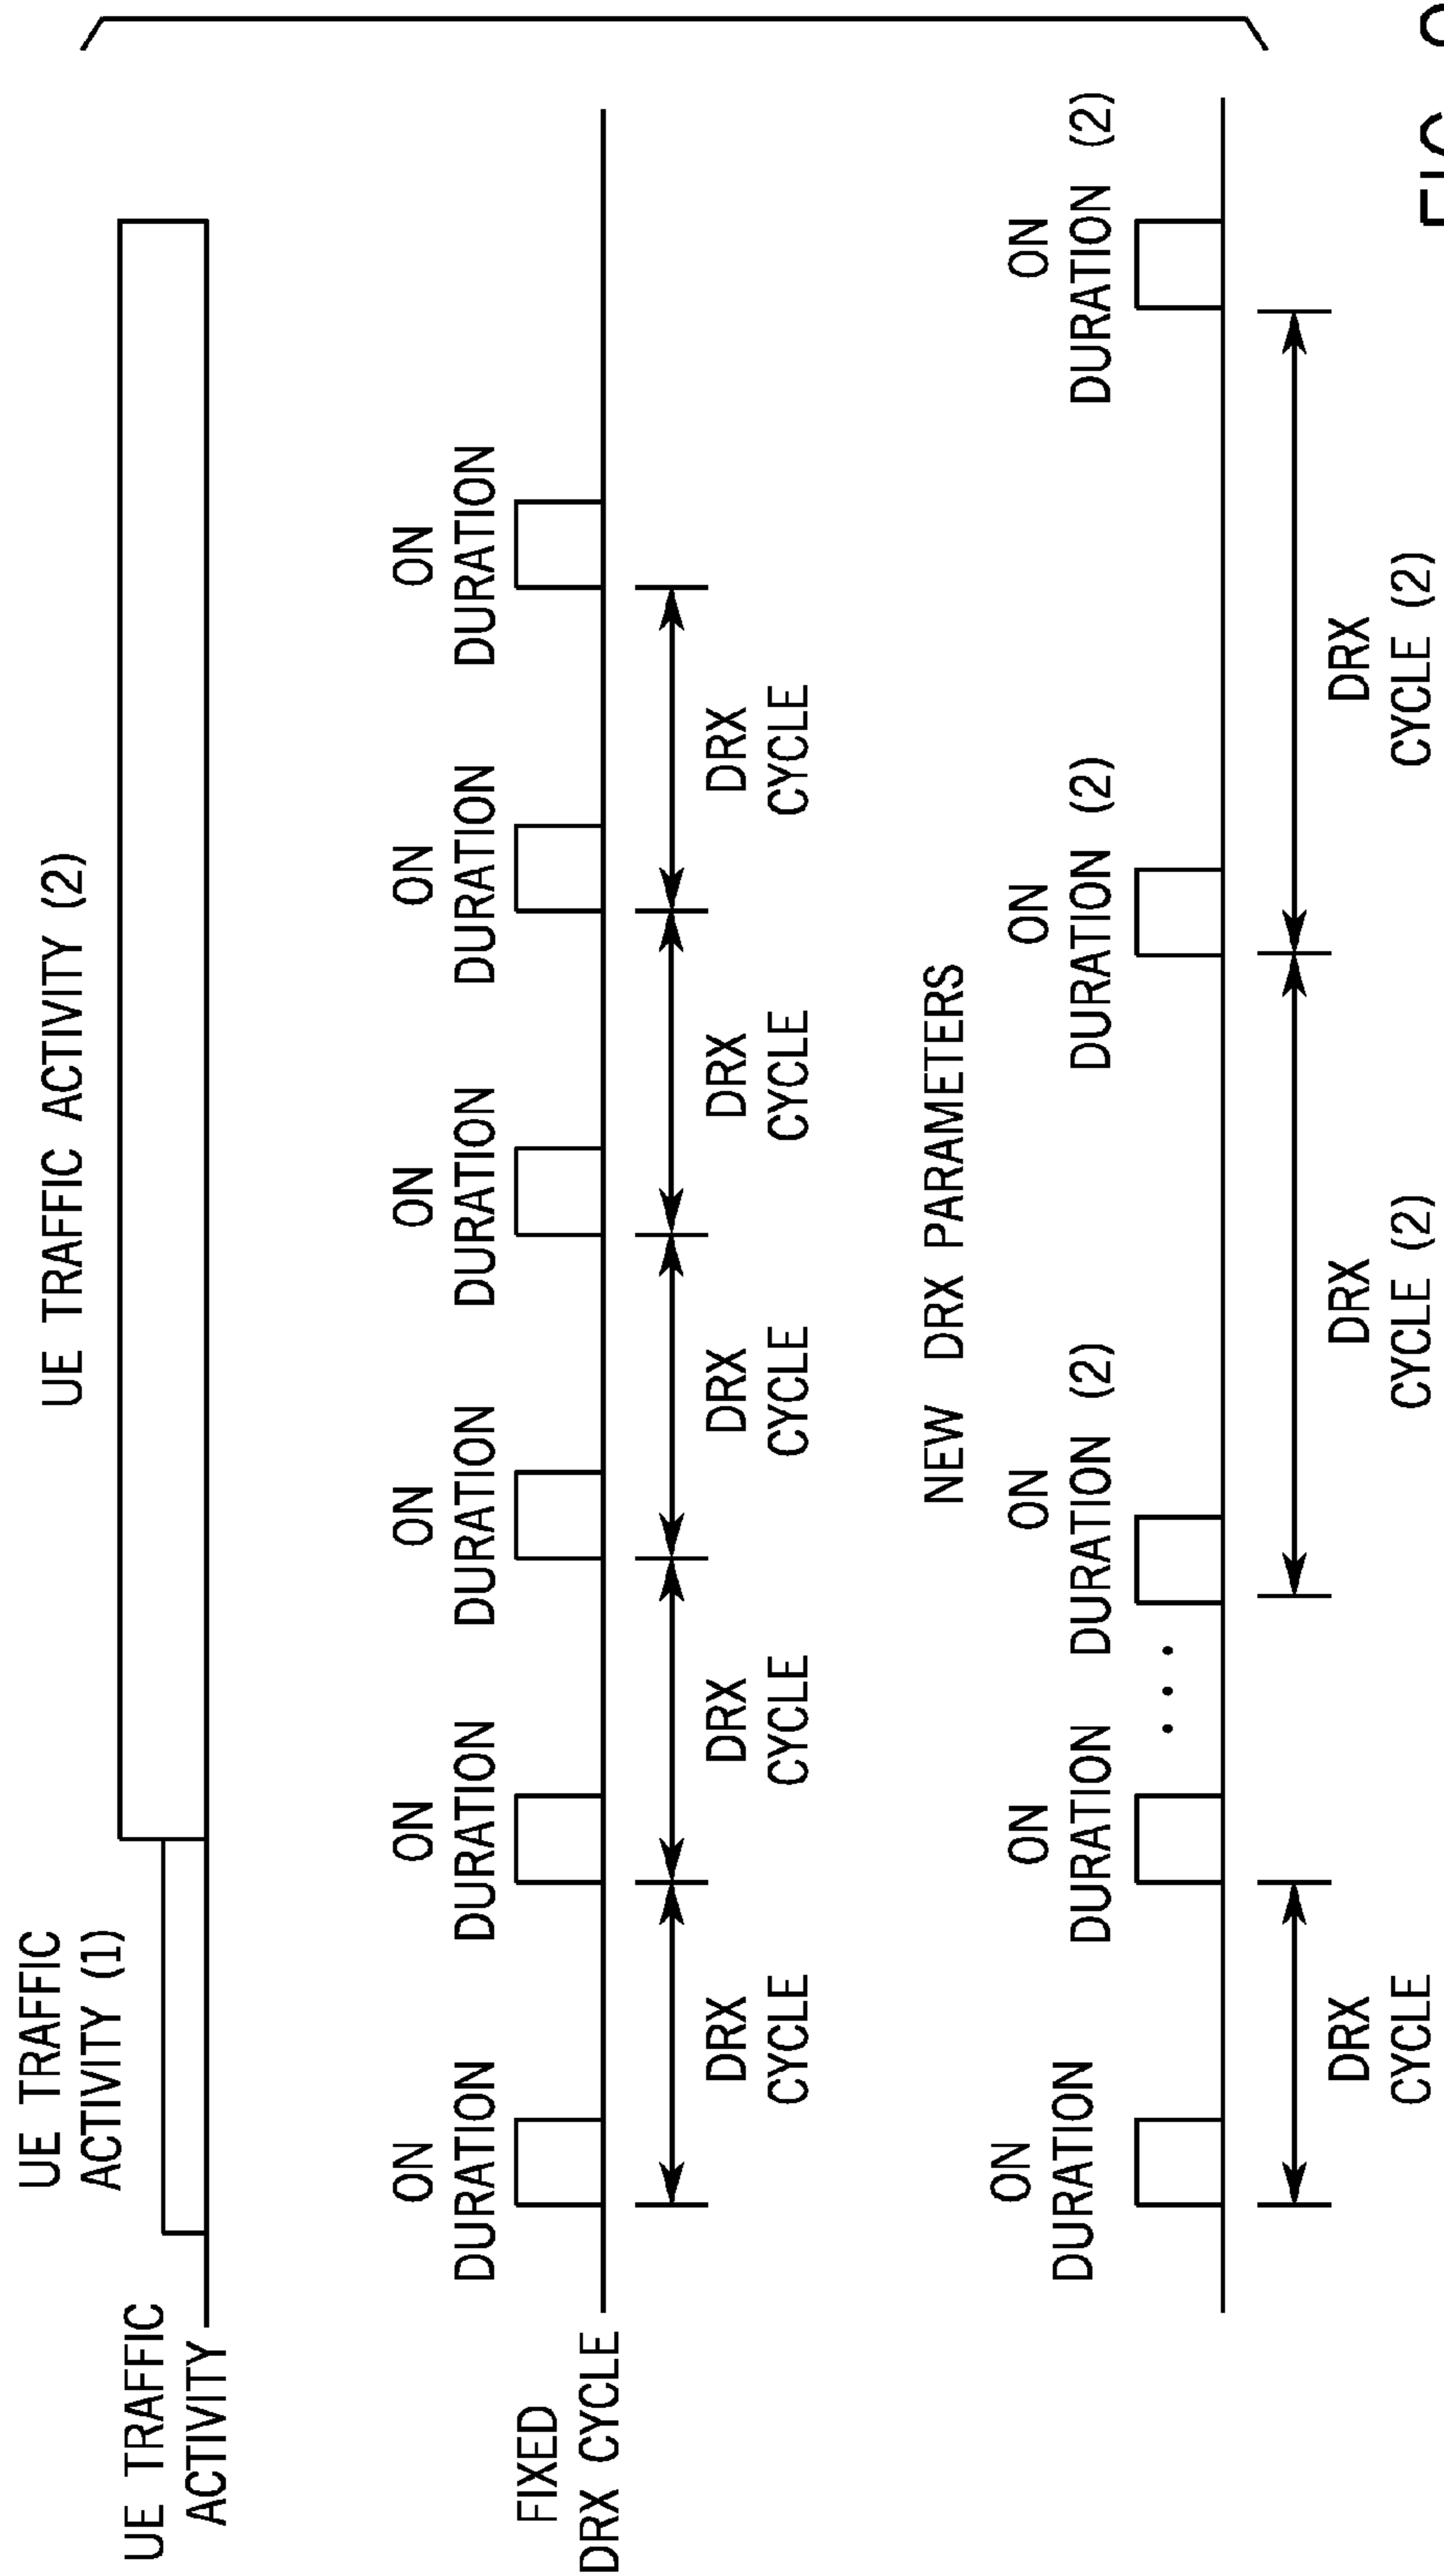 UE TRAFFIC
ACTIVITY
UE TRAFFIC
ACTIVITY (1)
UE TRAFFIC ACTIVITY (2)
FIXED
DRX CYCLE
ON
DURATION
ON
DURATION
ON
DURATION
ON
DURATION
ON
DURATION
ON
DURATION
DRX
CYCLE
DRX
CYCLE
DRX
CYCLE
DRX
CYCLE
DRX
CYCLE
NEW DRX PARAMETERS
ON
DURATION
ON
DURATION
...
ON
DURATION (2)
ON
DURATION (2)
ON
DURATION (2)
DRX
CYCLE
DRX
CYCLE (2)
DRX
CYCLE (2)